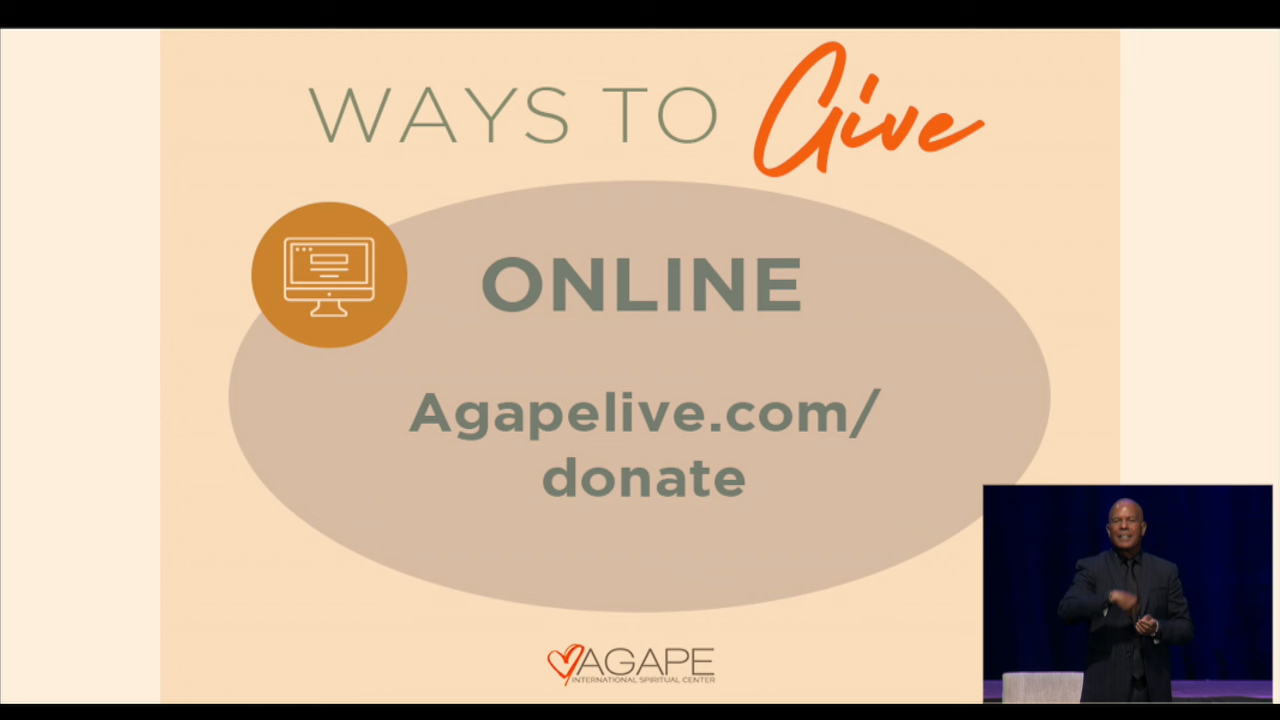 WAYS TO Give
ONLINE
Agapelive.com/
donate
AGAPE
INTERNATIONAL SPIRITUAL CENTER